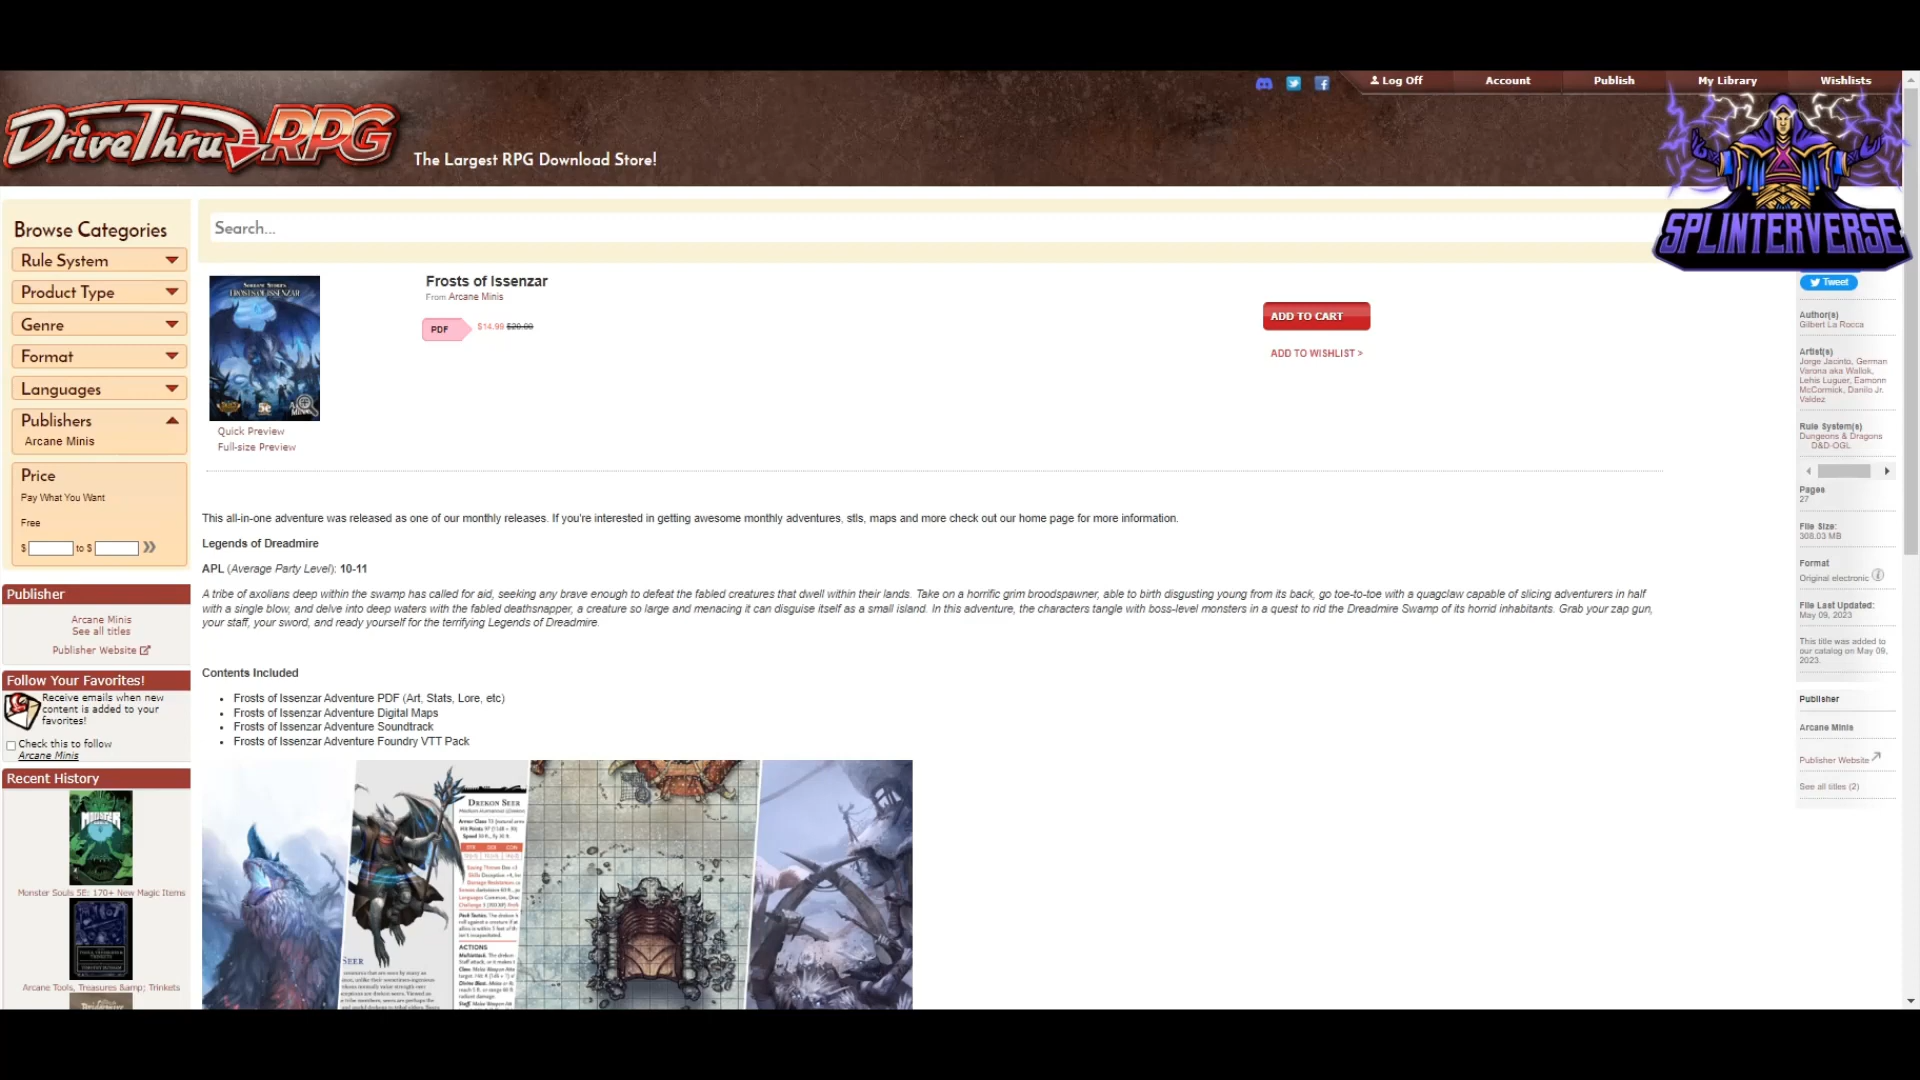 Log Off
Account
Publish
My Library
Wishlists
DriveThruRPG
The Largest RPG Download Store!
SPLINTERVERSE
Browse Categories
Rule System
Product Type
Genre
Format
Languages
Publishers
Arcane Minis
Price
Pay What You Want
Free
$ to $
Publisher
Arcane Minis
See all titles
Publisher Website
Follow Your Favorites!
Receive emails when new
content is added to your
favorites!
Check this to follow
Arcane Minis
Recent History
MONSTER
Monster Souls 5E: 170+ New Magic Items
Arcane Tools, Treasures &amp; Trinkets
Search...
FROSTS OF ISSENZAR
5e
Quick Preview
Full-size Preview
Frosts of Issenzar
From Arcane Minis
PDF
$14.99 $20.00
ADD TO CART
ADD TO WISHLIST >
This all-in-one adventure was released as one of our monthly releases. If you're interested in getting awesome monthly adventures, stls, maps and more check out our home page for more information.
Legends of Dreadmire
APL (Average Party Level): 10-11
A tribe of axolians deep within the swamp has called for aid, seeking any brave enough to defeat the fabled creatures that dwell within their lands. Take on a horrific grim broodspawner, able to birth disgusting young from its back, go toe-to-toe with a quagclaw capable of slicing adventurers in half
with a single blow, and delve into deep waters with the fabled deathsnapper, a creature so large and menacing it can disguise itself as a small island. In this adventure, the characters tangle with boss-level monsters in a quest to rid the Dreadmire Swamp of its horrid inhabitants. Grab your zap gun,
your staff, your sword, and ready yourself for the terrifying Legends of Dreadmire.
Contents Included
Frosts of Issenzar Adventure PDF (Art, Stats, Lore, etc)
Frosts of Issenzar Adventure Digital Maps
Frosts of Issenzar Adventure Soundtrack
Frosts of Issenzar Adventure Foundry VTT Pack
DREKON SEER
ACTIONS
SEER
Tweet
Author(s)
Gilbert La Rocca
Artist(s)
Jorge Jacinto, German
Varona aka Wallok,
Lehis Luguer, Eamonn
McCormick, Danilo Jr.
Valdez
Rule System(s)
Dungeons & Dragons
D&D-OGL
Pages
27
File Size:
308.03 MB
Format
Original electronic
File Last Updated:
May 09, 2023
This title was added to
our catalog on May 09,
2023.
Publisher
Arcane Minis
Publisher Website
See all titles (2)